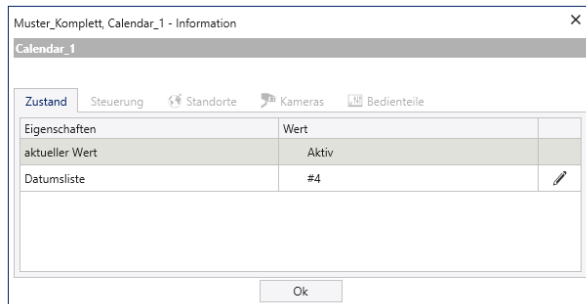 Muster_Komplett, Calendar_1 - Information
Calendar_1
Zustand Steuerung Standorte Kameras Bedienteile
Eigenschaften Wert
aktueller Wert Aktiv
Datumsliste #4
Ok